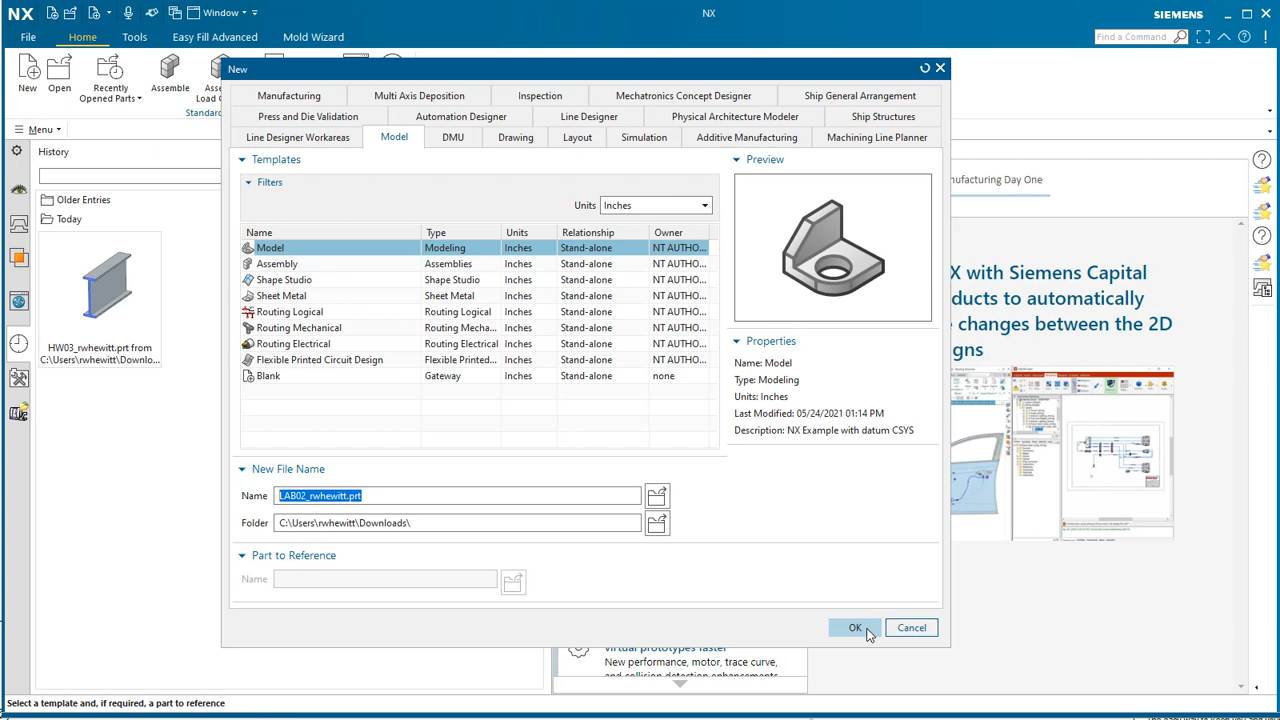 NX
Window
NX
SIEMENS
File
Home
Tools
Easy Fill Advanced
Mold Wizard
Find a Command
New
Open
Recently
Opened Parts
Assembly
Standard
Menu
History
Older Entries
Today
HW03_rwhewitt.prt from
C:\Users\rwhewitt\Downlo...
New
Manufacturing
Multi Axis Deposition
Inspection
Mechatronics Concept Designer
Ship General Arrangement
Press and Die Validation
Automation Designer
Line Designer
Physical Architecture Modeler
Ship Structures
Line Designer Workareas
Model
DMU
Drawing
Layout
Simulation
Additive Manufacturing
Machining Line Planner
Templates
Filters
Units Inches
Name Type Units Relationship Owner
Model Modeling Inches Stand-alone NT AUTHO...
Assembly Assemblies Inches Stand-alone NT AUTHO...
Shape Studio Shape Studio Inches Stand-alone NT AUTHO...
Sheet Metal Sheet Metal Inches Stand-alone NT AUTHO...
Routing Logical Routing Logical Inches Stand-alone NT AUTHO...
Routing Mechanical Routing Mecha... Inches Stand-alone NT AUTHO...
Routing Electrical Routing Electrical Inches Stand-alone NT AUTHO...
Flexible Printed Circuit Design Flexible Printed... Inches Stand-alone NT AUTHO...
Blank Gateway Inches Stand-alone none
New File Name
Name LAB02_rwhewitt.prt
Folder C:\Users\rwhewitt\Downloads\
Part to Reference
Name
Preview
Properties
Name: Model
Type: Modeling
Units: Inches
Last Modified: 05/24/2021 01:14 PM
Description: NX Example with datum CSYS
OK
Cancel
nufacturing Day One
X with Siemens Capital
ducts to automatically
changes between the 2D
igns
virtual prototypes faster
New performance, motor, trace curve,
and collision detection enhancements.
Select a template and, if required, a part to reference